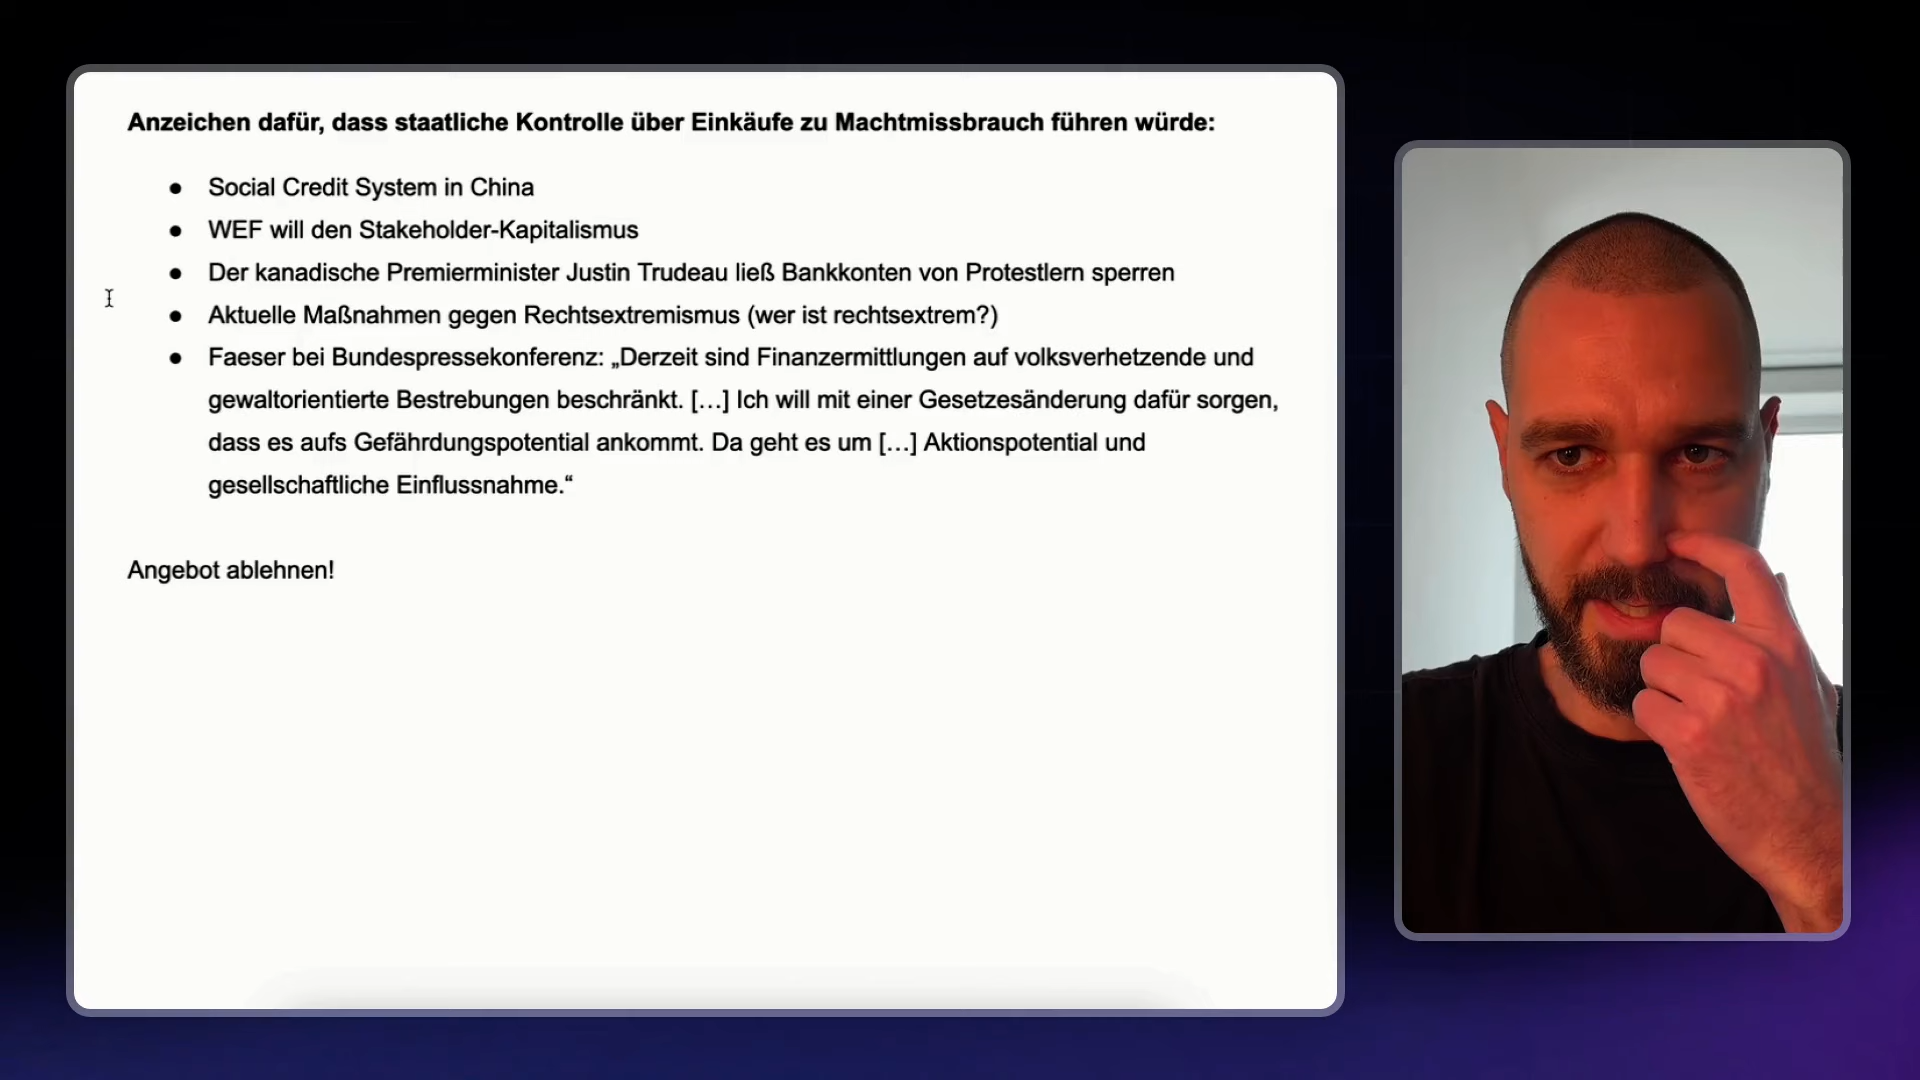 Anzeichen dafür, dass staatliche Kontrolle über Einkäufe zu Machtmissbrauch führen würde:
● Social Credit System in China
● WEF will den Stakeholder-Kapitalismus
● Der kanadische Premierminister Justin Trudeau ließ Bankkonten von Protestlern sperren
● Aktuelle Maßnahmen gegen Rechtsextremismus (wer ist rechtsextrem?)
● Faeser bei Bundespressekonferenz: „Derzeit sind Finanzermittlungen auf volksverhetzende und
gewaltorientierte Bestrebungen beschränkt. […] Ich will mit einer Gesetzesänderung dafür sorgen,
dass es aufs Gefährdungspotential ankommt. Da geht es um […] Aktionspotential und
gesellschaftliche Einflussnahme.“
Angebot ablehnen!